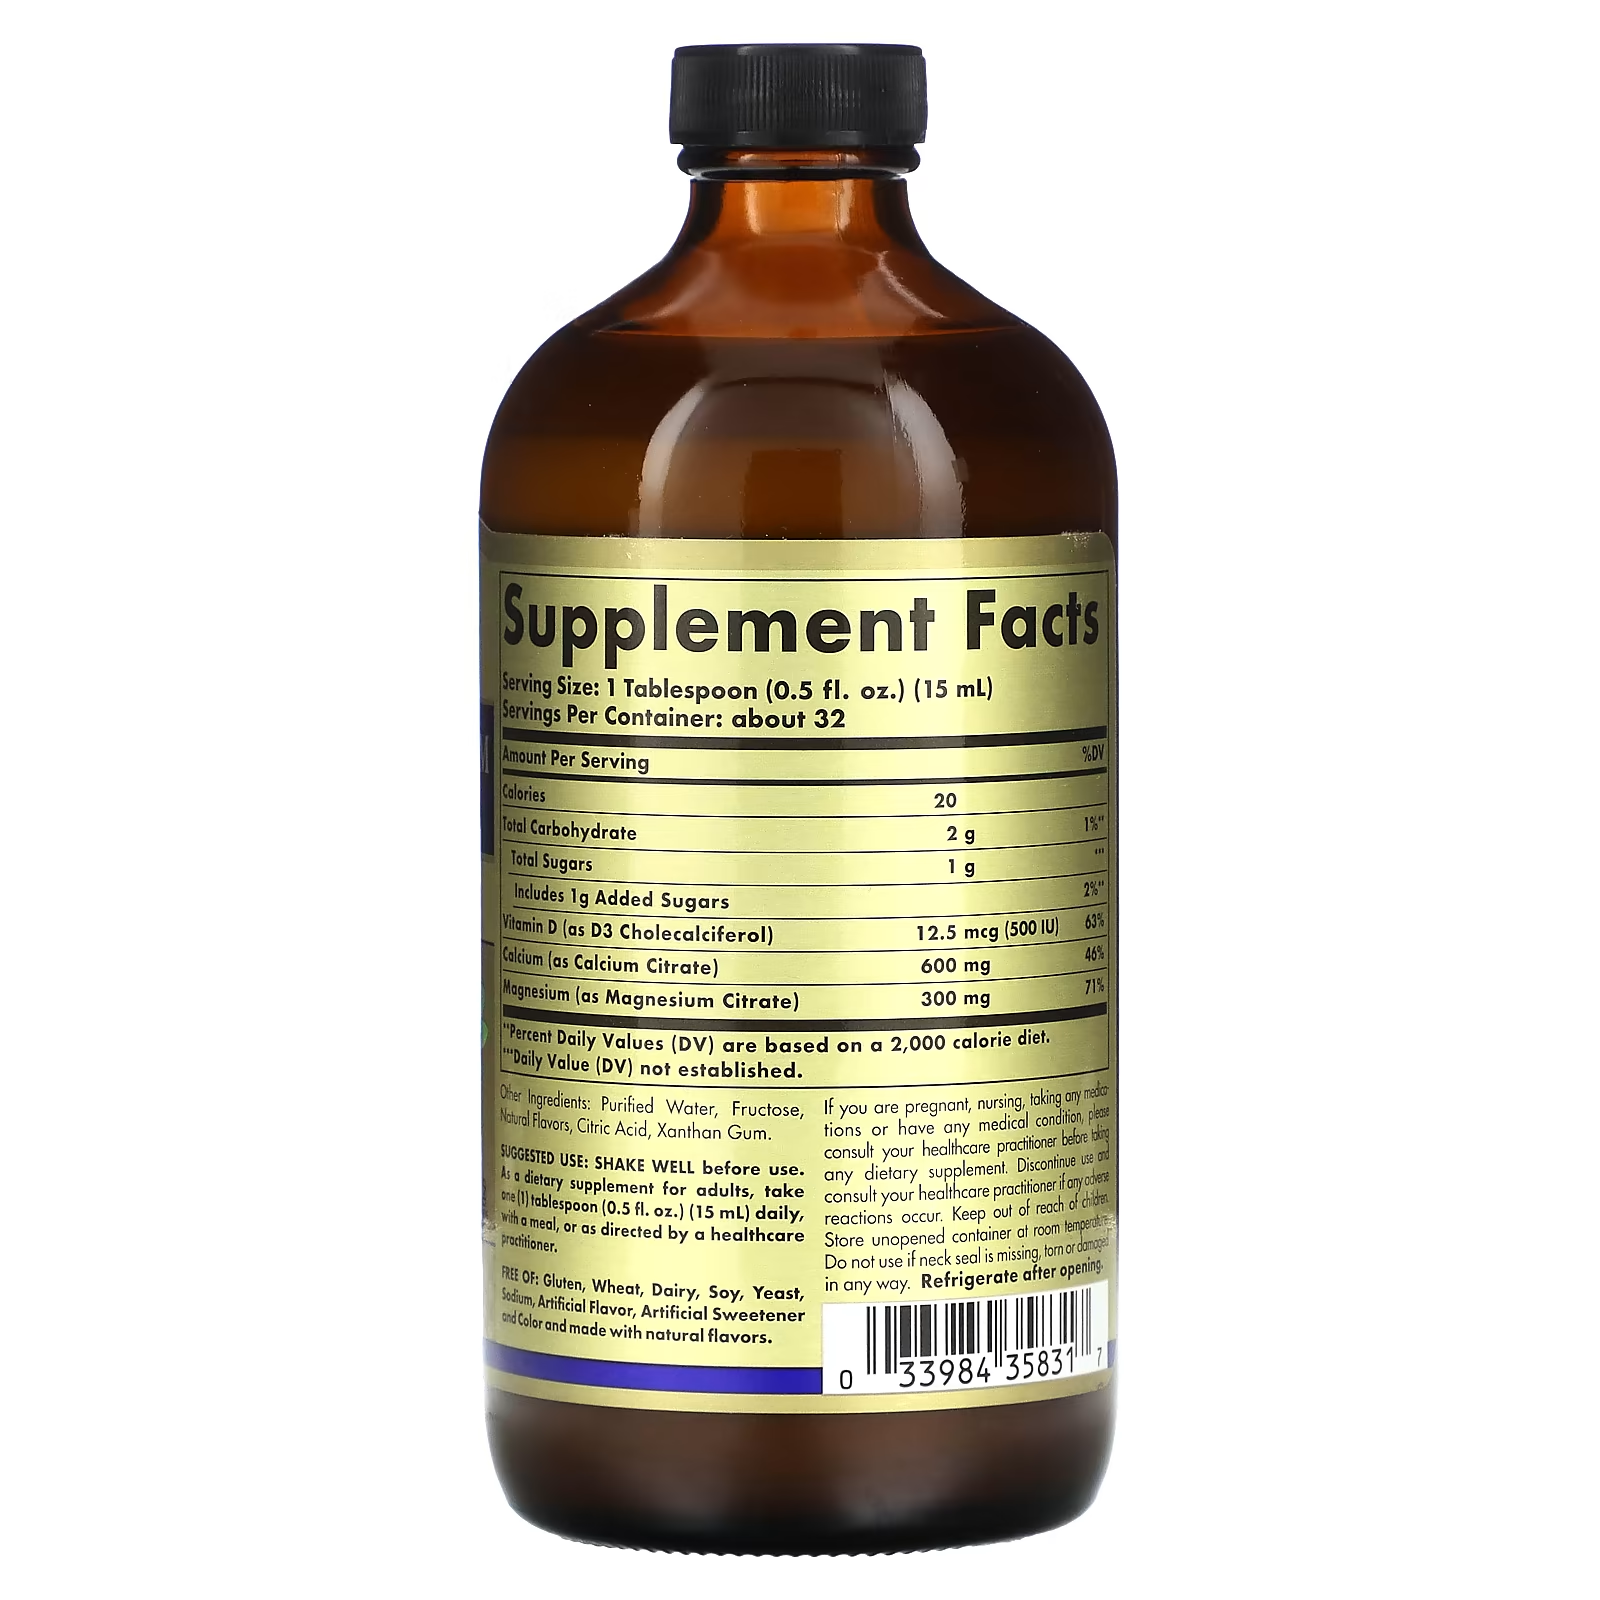 Supplement Facts
Serving Size: 1 Tablespoon (0.5 fl. oz.) (15 mL)
Servings Per Container: about 32
Amount Per Serving %DV
Calories 20
Total Carbohydrate 2 g 1%**
Total Sugars 1 g ***
Includes 1g Added Sugars 2%**
Vitamin D (as D3 Cholecalciferol) 12.5 mcg (500 IU) 63%
Calcium (as Calcium Citrate) 600 mg 46%
Magnesium (as Magnesium Citrate) 300 mg 71%
**Percent Daily Values (DV) are based on a 2,000 calorie diet.
***Daily Value (DV) not established.
Other Ingredients: Purified Water, Fructose,
Natural Flavors, Citric Acid, Xanthan Gum.
SUGGESTED USE: SHAKE WELL before use.
As a dietary supplement for adults, take
one (1) tablespoon (0.5 fl. oz.) (15 mL) daily,
with a meal, or as directed by a healthcare
practitioner.
FREE OF: Gluten, Wheat, Dairy, Soy, Yeast,
Sodium, Artificial Flavor, Artificial Sweetener
and Color and made with natural flavors.
If you are pregnant, nursing, taking any medica-
tions or have any medical condition, please
consult your healthcare practitioner before taking
any dietary supplement. Discontinue use and
consult your healthcare practitioner if any adverse
reactions occur. Keep out of reach of children.
Store unopened container at room temperature.
Do not use if neck seal is missing, torn or damaged
in any way. Refrigerate after opening.
0 33984 35831 7